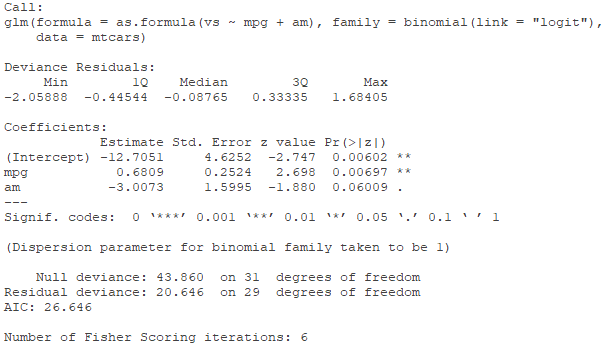 Call:
glm(formula = as.formula(vs ~ mpg + am), family = binomial(link = "logit"),
    data = mtcars)
Deviance Residuals:
     Min       1Q   Median       3Q      Max
-2.05888  -0.44544  -0.08765   0.33335   1.68405
Coefficients:
            Estimate Std. Error z value Pr(>|z|)
(Intercept) -12.7051     4.6252  -2.747  0.00602 **
mpg           0.6809     0.2524   2.698  0.00697 **
am           -3.0073     1.5995  -1.880  0.06009 .
---
Signif. codes:  0 ‘***’ 0.001 ‘**’ 0.01 ‘*’ 0.05 ‘.’ 0.1 ‘ ’ 1
(Dispersion parameter for binomial family taken to be 1)
    Null deviance: 43.860  on 31  degrees of freedom
Residual deviance: 20.646  on 29  degrees of freedom
AIC: 26.646
Number of Fisher Scoring iterations: 6